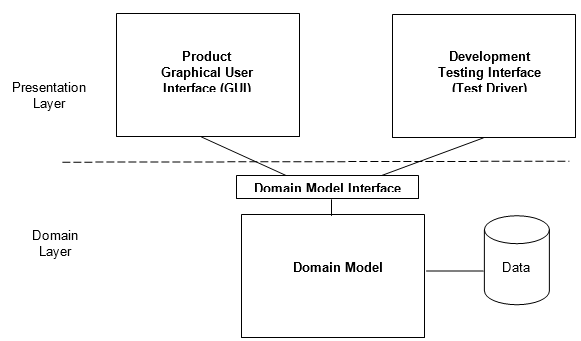 Product
Graphical User
Interface (GUI)
Development
Testing Interface
(Test Driver)
Presentation
Layer
Domain Model Interface
Domain
Layer
Domain Model
Data